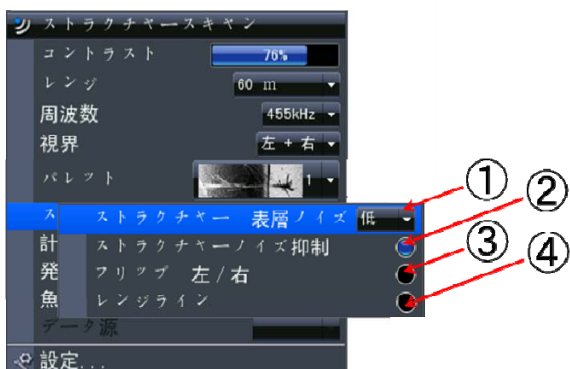 ストラクチャースキャン
コントラスト 76%
レンジ 60 m
周波数 455kHz
視界 左 + 右
パレット 1
ス
ストラクチャー 表層ノイズ 低 ①
計
ストラクチャーノイズ抑制 ②
発
フリップ 左/右 ③
魚
レンジライン ④
データ源
設定...